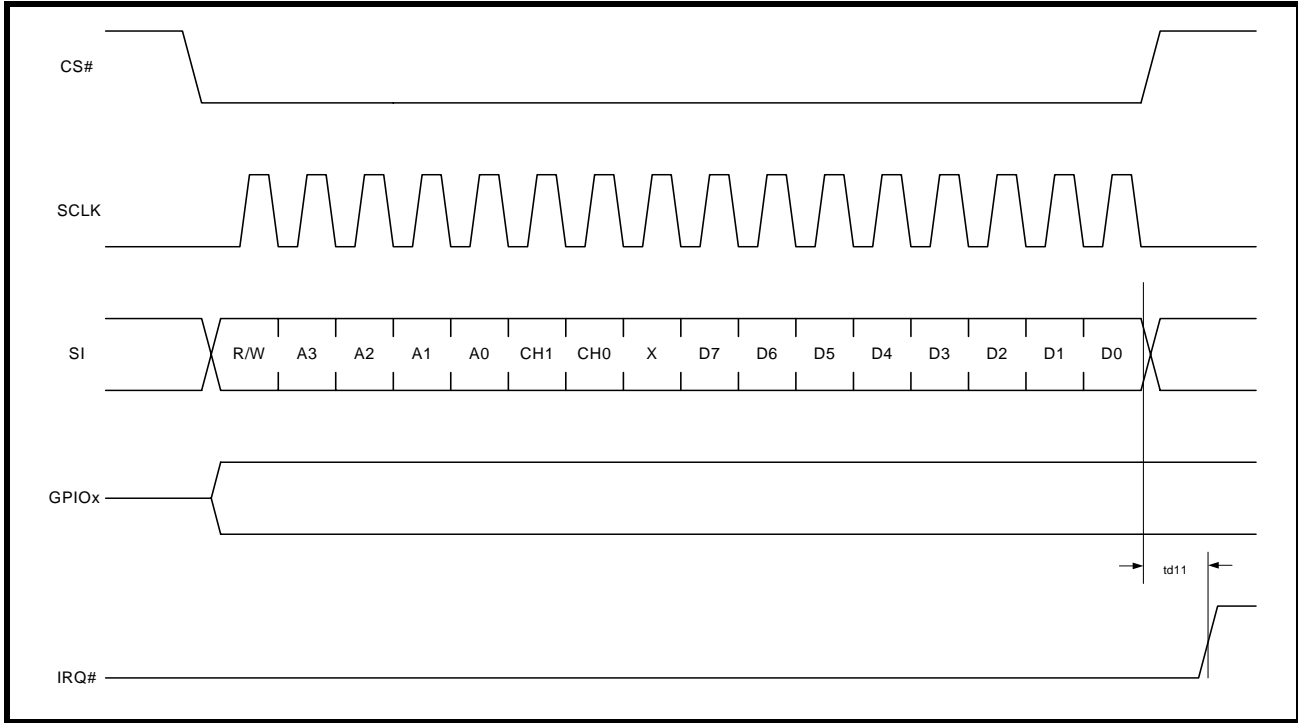 CS#
SCLK
SI R/W A3 A2 A1 A0 CH1 CH0 X D7 D6 D5 D4 D3 D2 D1 D0
GPIOx
td11
IRQ#